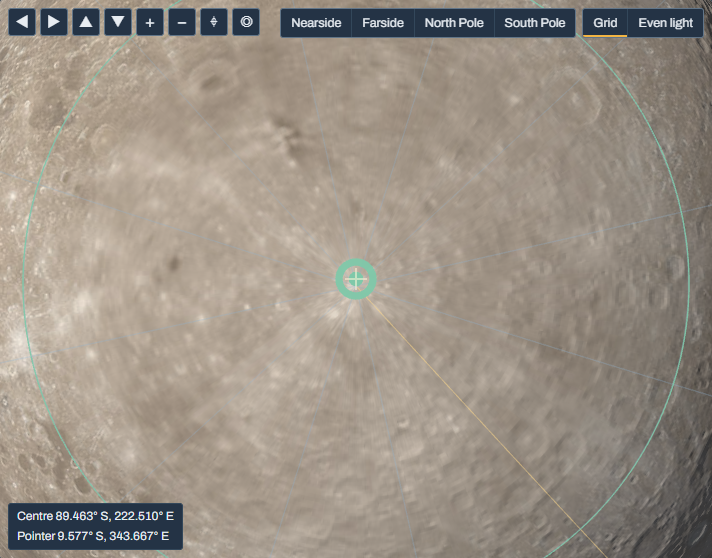 Nearside Farside North Pole South Pole Grid Even light
Centre 89.463° S, 222.510° E
Pointer 9.577° S, 343.667° E